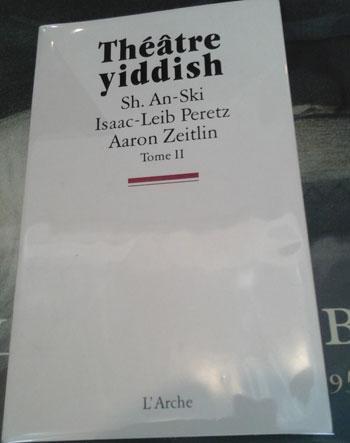 Théâtre
yiddish
Sh. An-Ski
Isaac-Leib Peretz
Aaron Zeitlin
Tome II
L'Arche
B